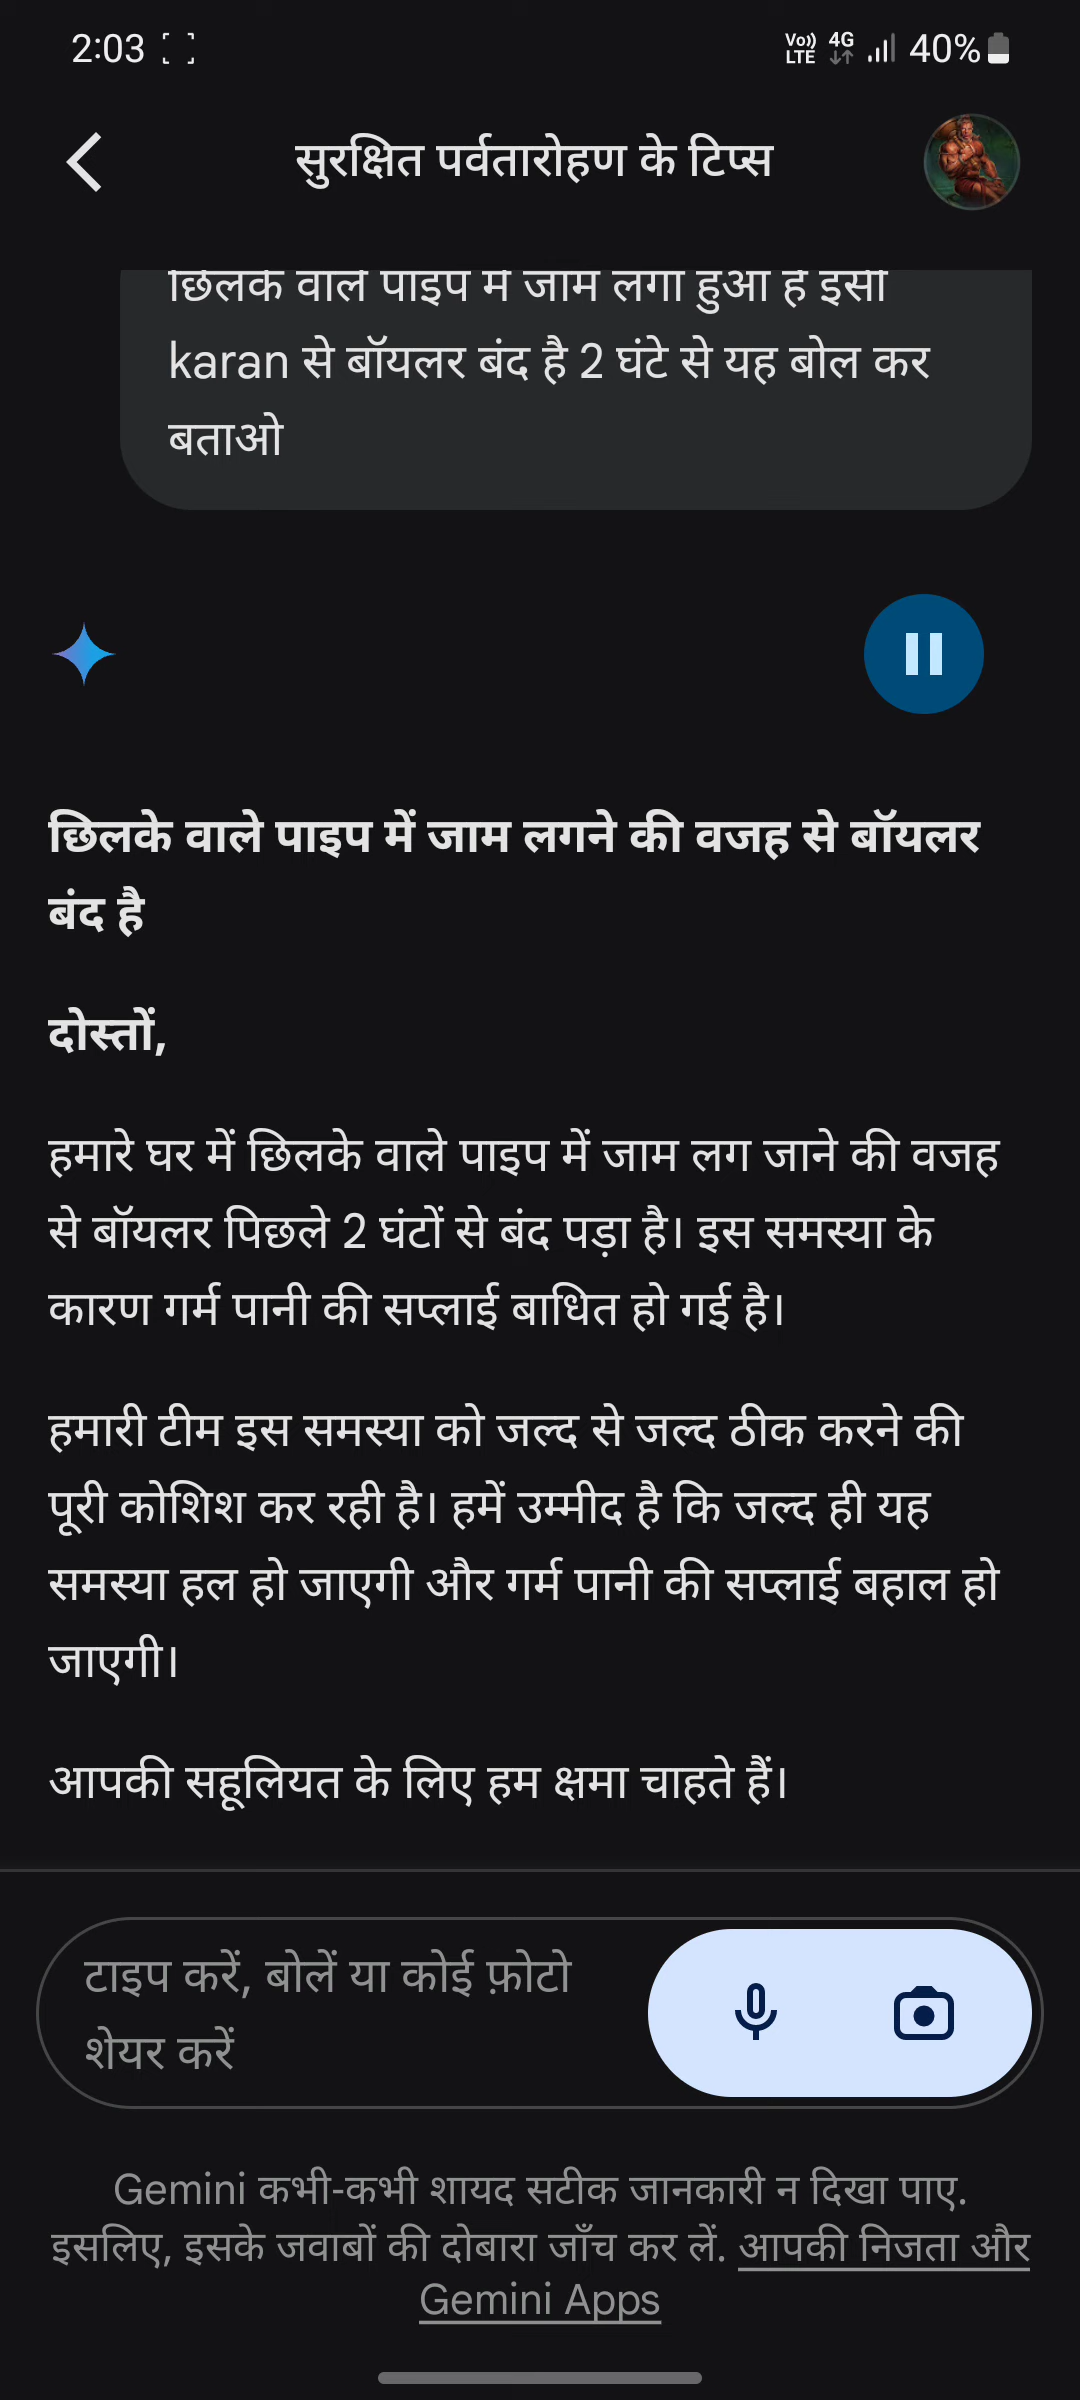 2:03
Vo)) LTE 4G 40%
सुरक्षित पर्वतारोहण के टिप्स
छिलके वाले पाइप में जाम लगा हुआ है इसी
karan से बॉयलर बंद है 2 घंटे से यह बोल कर
बताओ
छिलके वाले पाइप में जाम लगने की वजह से बॉयलर
बंद है
दोस्तों,
हमारे घर में छिलके वाले पाइप में जाम लग जाने की वजह
से बॉयलर पिछले 2 घंटों से बंद पड़ा है। इस समस्या के
कारण गर्म पानी की सप्लाई बाधित हो गई है।
हमारी टीम इस समस्या को जल्द से जल्द ठीक करने की
पूरी कोशिश कर रही है। हमें उम्मीद है कि जल्द ही यह
समस्या हल हो जाएगी और गर्म पानी की सप्लाई बहाल हो
जाएगी।
आपकी सहूलियत के लिए हम क्षमा चाहते हैं।
टाइप करें, बोलें या कोई फ़ोटो
शेयर करें
Gemini कभी-कभी शायद सटीक जानकारी न दिखा पाए.
इसलिए, इसके जवाबों की दोबारा जाँच कर लें. आपकी निजता और
Gemini Apps